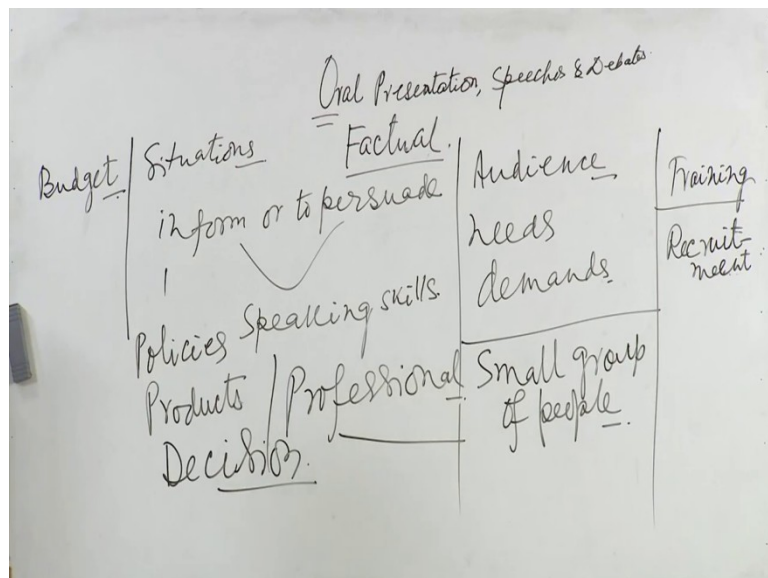 Oral Presentation, Speeches & Debates.
Factual.
Budget.
Situations
inform or to persuade
Speaking skills.
Policies
Products
Decision.
Professional
Audience
needs
demands.
Small group
of people.
Training
Recruit-
ment